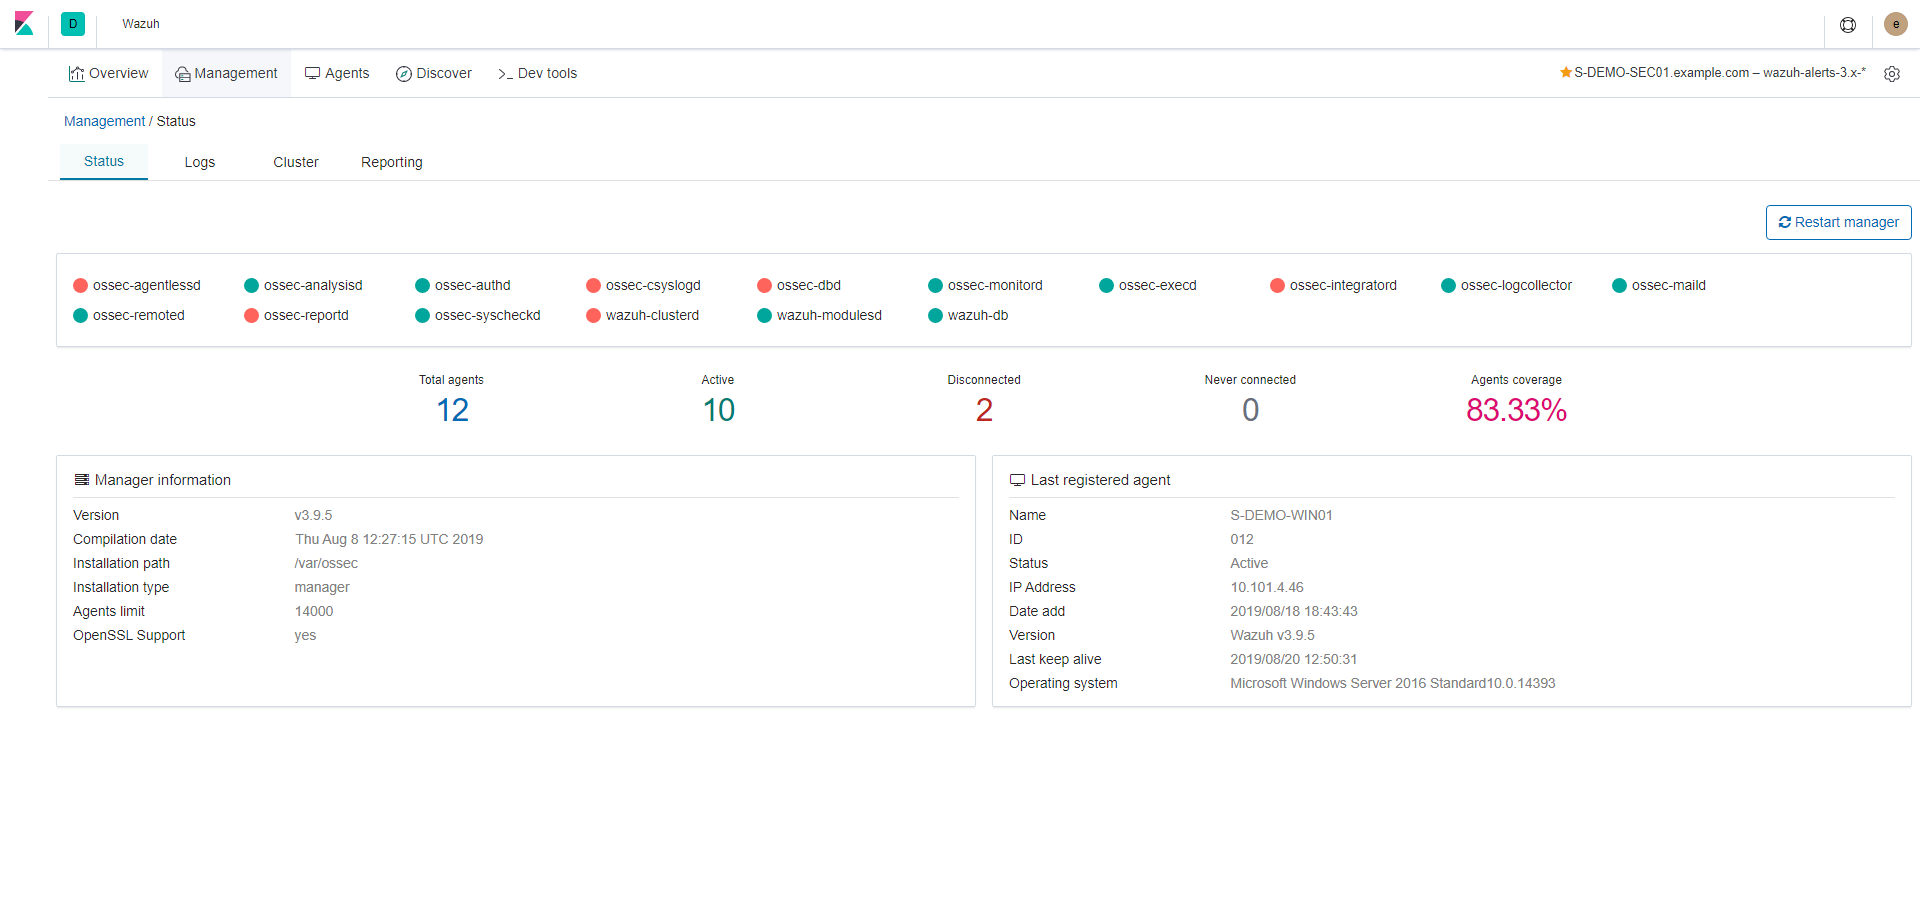 D Wazuh e
Overview Management Agents Discover >_ Dev tools S-DEMO-SEC01.example.com – wazuh-alerts-3.x-*
Management / Status
Status Logs Cluster Reporting
Restart manager
ossec-agentlessd ossec-analysisd ossec-authd ossec-csyslogd ossec-dbd ossec-monitord ossec-execd ossec-integratord ossec-logcollector ossec-maild
ossec-remoted ossec-reportd ossec-syscheckd wazuh-clusterd wazuh-modulesd wazuh-db
Total agents Active Disconnected Never connected Agents coverage
12 10 2 0 83.33%
Manager information
Version v3.9.5
Compilation date Thu Aug 8 12:27:15 UTC 2019
Installation path /var/ossec
Installation type manager
Agents limit 14000
OpenSSL Support yes
Last registered agent
Name S-DEMO-WIN01
ID 012
Status Active
IP Address 10.101.4.46
Date add 2019/08/18 18:43:43
Version Wazuh v3.9.5
Last keep alive 2019/08/20 12:50:31
Operating system Microsoft Windows Server 2016 Standard10.0.14393